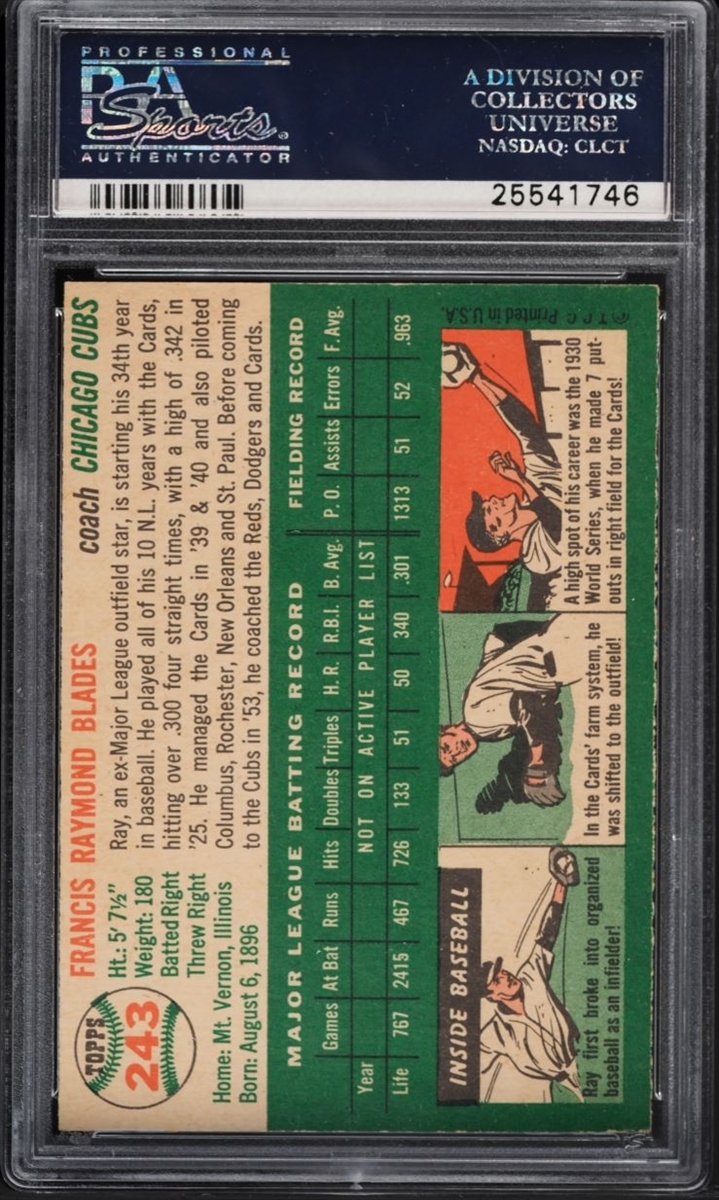 PROFESSIONAL
PSA
Sports
AUTHENTICATOR
A DIVISION OF
COLLECTORS
UNIVERSE
NASDAQ: CLCT
25541746
TOPPS
243
FRANCIS RAYMOND BLADES
coach CHICAGO CUBS
Ht.: 5' 7½"
Weight: 180
Batted Right
Threw Right
Home: Mt. Vernon, Illinois
Born: August 6, 1896
Ray, an ex-Major League outfield star, is starting his 34th year
in baseball. He played all of his 10 N.L. years with the Cards,
hitting over .300 four straight times, with a high of .342 in
'25. He managed the Cards in '39 & '40 and also piloted
Columbus, Rochester, New Orleans and St. Paul. Before coming
to the Cubs in '53, he coached the Reds, Dodgers and Cards.
MAJOR LEAGUE BATTING RECORD FIELDING RECORD
Games At Bat Runs Hits Doubles Triples H. R. R.B.I. B. Avg. P. O. Assists Errors F. Avg.
Year NOT ON ACTIVE PLAYER LIST
Life 767 2415 467 726 133 51 50 340 .301 1313 51 52 .963
INSIDE BASEBALL
Ray first broke into organized
baseball as an infielder!
In the Cards' farm system, he
was shifted to the outfield!
A high spot of his career was the 1930
World Series, when he made 7 put-
outs in right field for the Cards!
© T. C. G. Printed in U.S.A.